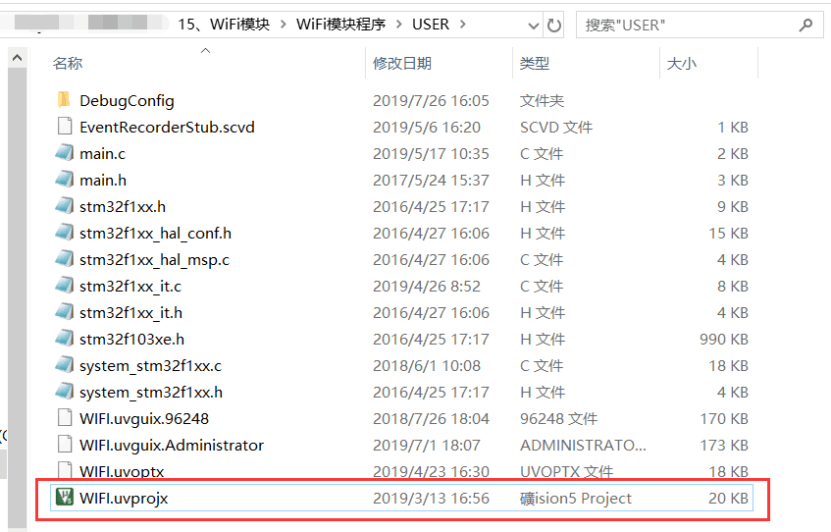 15、WiFi模块 > WiFi模块程序 > USER >
搜索"USER"
名称 修改日期 类型 大小
DebugConfig 2019/7/26 16:05 文件夹
EventRecorderStub.scvd 2019/5/6 16:20 SCVD 文件 1 KB
main.c 2019/5/17 10:35 C 文件 2 KB
main.h 2017/5/24 15:37 H 文件 3 KB
stm32f1xx.h 2016/4/25 17:17 H 文件 9 KB
stm32f1xx_hal_conf.h 2016/4/27 16:06 H 文件 15 KB
stm32f1xx_hal_msp.c 2016/4/27 16:06 C 文件 4 KB
stm32f1xx_it.c 2019/4/26 8:52 C 文件 8 KB
stm32f1xx_it.h 2016/4/27 16:06 H 文件 4 KB
stm32f103xe.h 2016/4/25 17:17 H 文件 990 KB
system_stm32f1xx.c 2018/6/1 10:08 C 文件 18 KB
system_stm32f1xx.h 2016/4/25 17:17 H 文件 4 KB
WIFI.uvguix.96248 2018/7/26 18:04 96248 文件 170 KB
WIFI.uvguix.Administrator 2019/7/1 18:07 ADMINISTRATO... 173 KB
WIFI.uvoptx 2019/4/23 16:30 UVOPTX 文件 18 KB
WIFI.uvprojx 2019/3/13 16:56 礦ision5 Project 20 KB